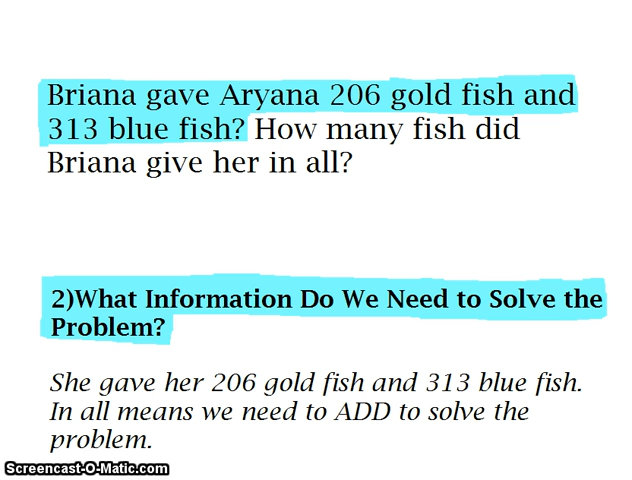 Briana gave Aryana 206 gold fish and
313 blue fish? How many fish did
Briana give her in all?
2)What Information Do We Need to Solve the
Problem?
She gave her 206 gold fish and 313 blue fish.
In all means we need to ADD to solve the
problem.
Screencast-O-Matic.com